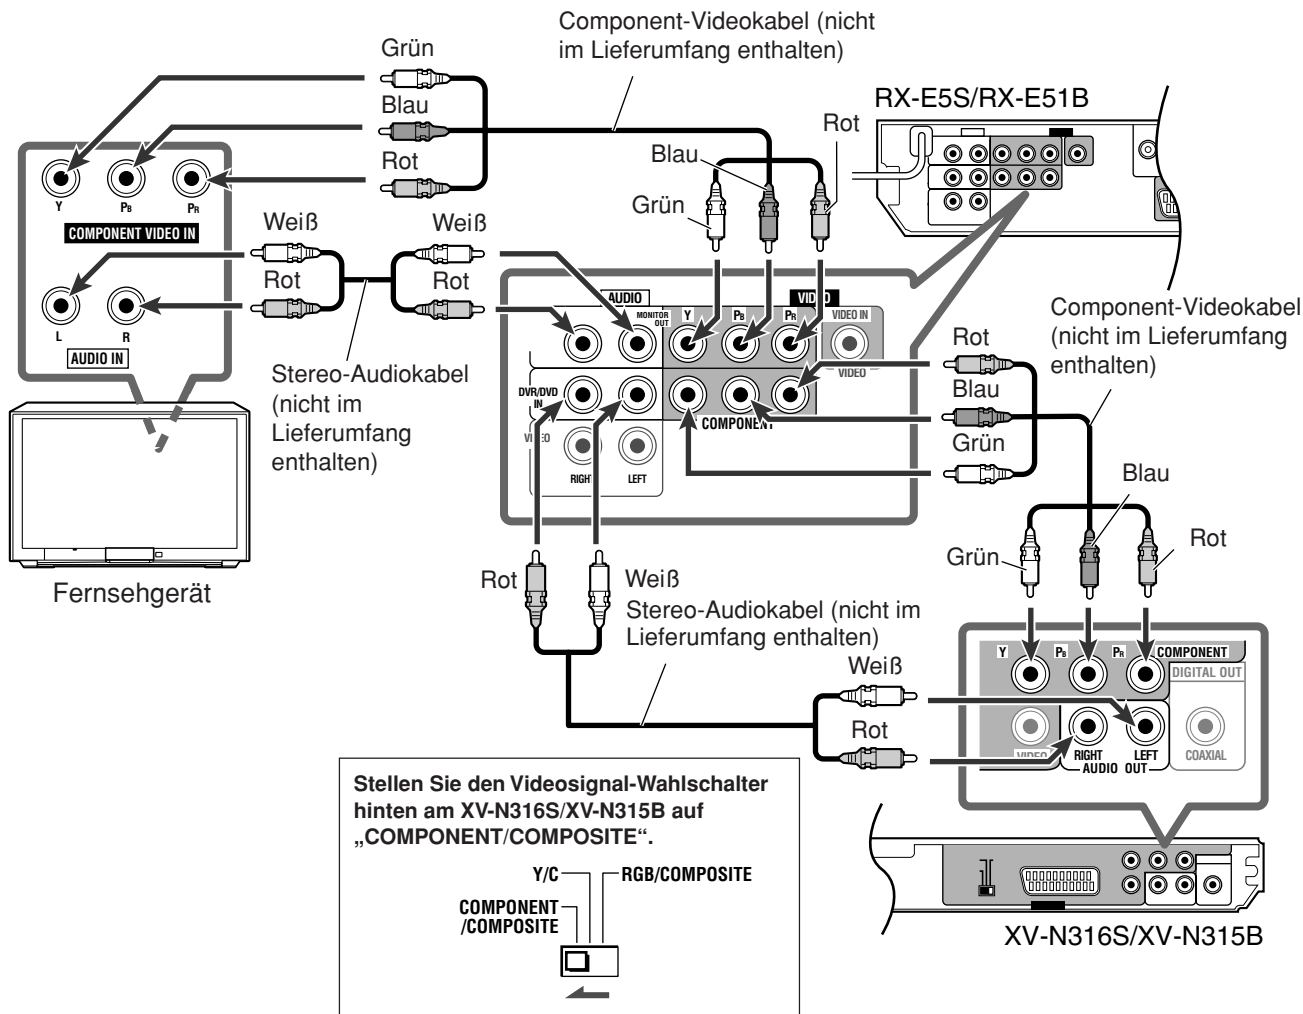 Component-Videokabel (nicht
im Lieferumfang enthalten)
Grün
Blau
Rot
RX-E5S/RX-E51B
Rot
Blau
Grün
Y
PB
PR
COMPONENT VIDEO IN
Weiß
Rot
Weiß
Rot
L
R
AUDIO IN
Stereo-Audiokabel
(nicht im
Lieferumfang
enthalten)
Fernsehgerät
AUDIO
VIDEO
MONITOR
OUT
Y
PB
PR
VIDEO IN
VIDEO
DVR/DVD
IN
COMPONENT
VIDEO
RIGHT
LEFT
Component-Videokabel
(nicht im Lieferumfang
enthalten)
Rot
Blau
Grün
Blau
Grün
Rot
Rot
Weiß
Stereo-Audiokabel (nicht im
Lieferumfang enthalten)
Weiß
Rot
Y
PB
PR
COMPONENT
DIGITAL OUT
VIDEO
RIGHT
LEFT
AUDIO OUT
COAXIAL
XV-N316S/XV-N315B
Stellen Sie den Videosignal-Wahlschalter
hinten am XV-N316S/XV-N315B auf
„COMPONENT/COMPOSITE“.
Y/C
RGB/COMPOSITE
COMPONENT
/COMPOSITE